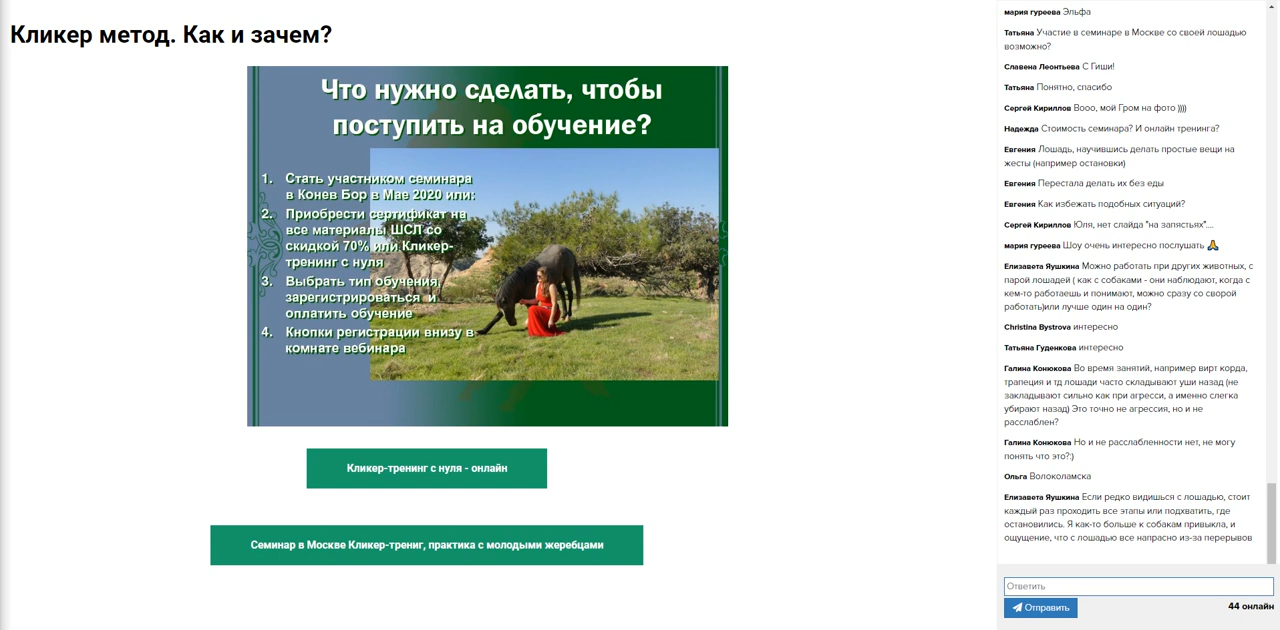 Кликер метод. Как и зачем?
Что нужно сделать, чтобы
поступить на обучение?
1. Стать участником семинара
в Конев Бор в Мае 2020 или:
2. Приобрести сертификат на
все материалы ШСП со
скидкой 70% или Кликер-
тренинг с нуля
3. Выбрать тип обучения,
зарегистрироваться и
оплатить обучение
4. Кнопки регистрации внизу в
комнате вебинара
Кликер-тренинг с нуля - онлайн
Семинар в Москве Кликер-трениг, практика с молодыми жеребцами
мария гуреева Эльфа
Татьяна Участие в семинаре в Москве со своей лошадью
возможно?
Славена Леонтьева С Гиши!
Татьяна Понятно, спасибо
Сергей Кириллов Вооо, мой Гром на фото ))))
Надежда Стоимость семинара? И онлайн тренинга?
Евгения Лошадь, научившись делать простые вещи на
жесты (например остановки)
Евгения Перестала делать их без еды
Евгения Как избежать подобных ситуаций?
Сергей Кириллов Юля, нет слайда "на запястьях"....
мария гуреева Шоу очень интересно послушать 🙏
Елизавета Яушкина Можно работать при других животных, с
парой лошадей ( как с собаками - они наблюдают, когда с
кем-то работаешь и понимают, можно сразу со сворой
работать)или лучше один на один?
Christina Bystrova интересно
Татьяна Гуденкова интересно
Галина Конюкова Во время занятий, например вирт корда,
трапеция и тд лошади часто складывают уши назад (не
закладывают сильно как при агресси, а именно слегка
убирают назад) Это точно не агрессия, но и не
расслаблен?
Галина Конюкова Но и не расслабленности нет, не могу
понять что это?:)
Ольга Волоколамска
Елизавета Яушкина Если редко видишься с лошадью, стоит
каждый раз проходить все этапы или подхватить, где
остановились. Я как-то больше к собакам привыкла, и
ощущение, что с лошадью все напрасно из-за перерывов
Ответить
Отправить
44 онлайн